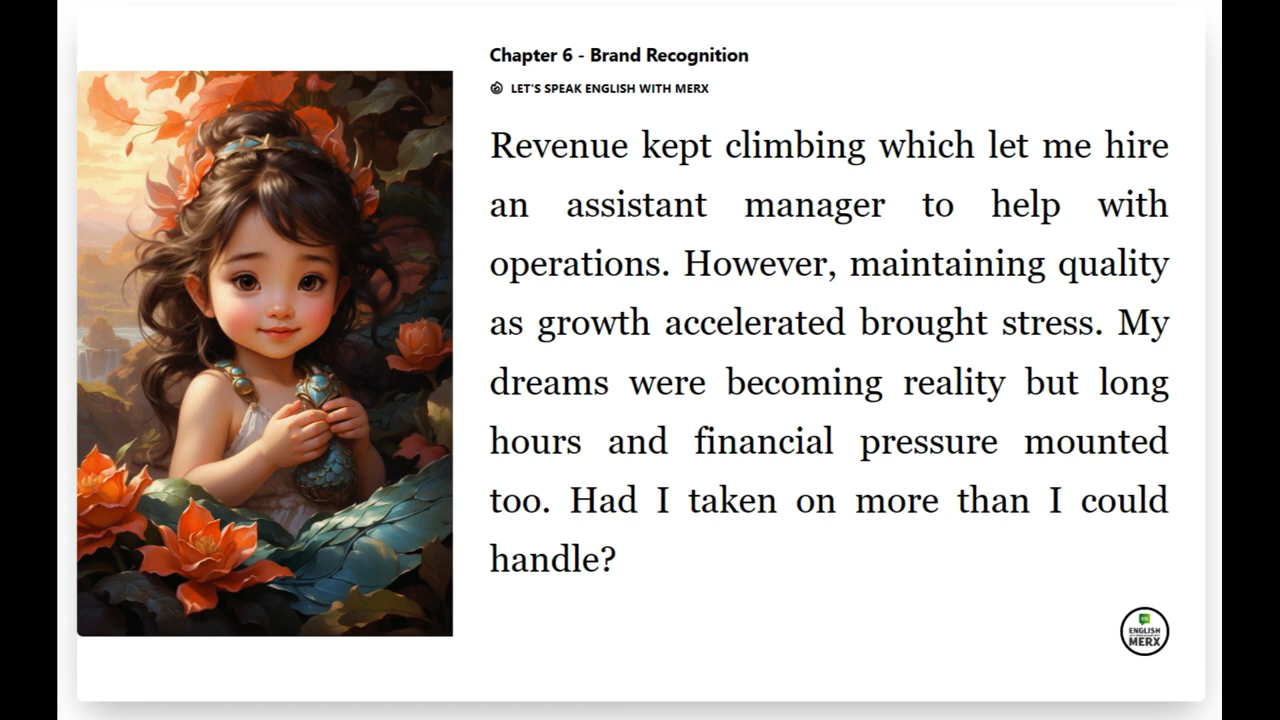 Chapter 6 - Brand Recognition
LET'S SPEAK ENGLISH WITH MERX
Revenue kept climbing which let me hire
an assistant manager to help with
operations. However, maintaining quality
as growth accelerated brought stress. My
dreams were becoming reality but long
hours and financial pressure mounted
too. Had I taken on more than I could
handle?
ENGLISH
MERX